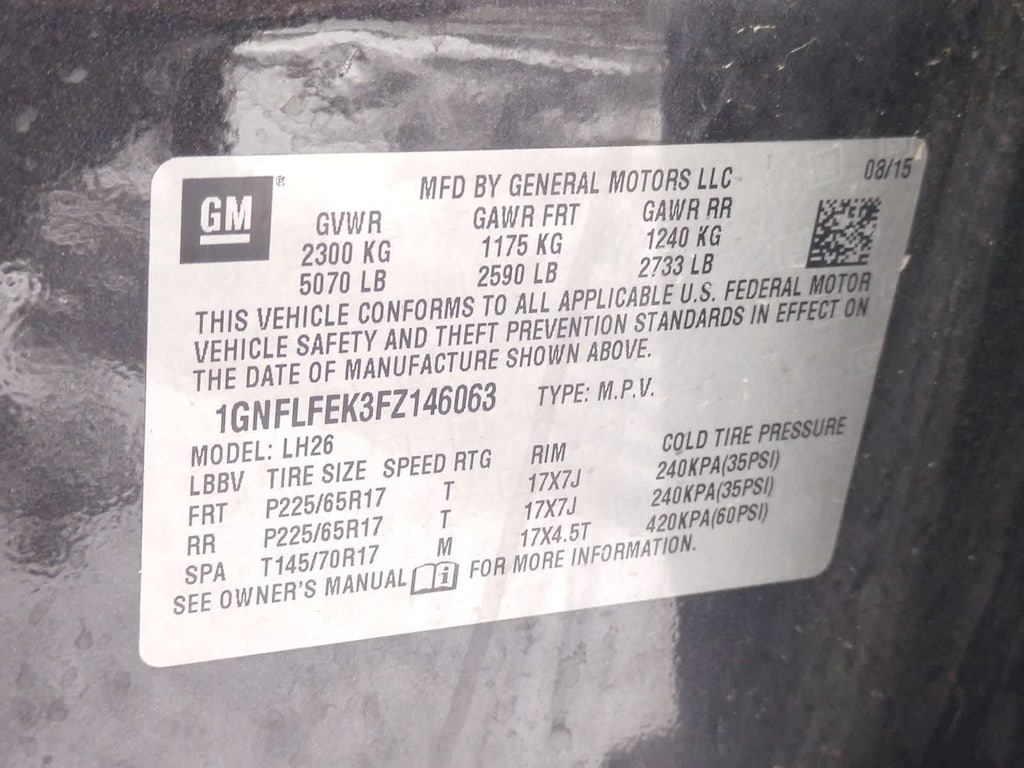 GM ® MFD BY GENERAL MOTORS LLC 08/15
GVWR GAWR FRT GAWR RR
2300 KG 1175 KG 1240 KG
5070 LB 2590 LB 2733 LB
THIS VEHICLE CONFORMS TO ALL APPLICABLE U.S. FEDERAL MOTOR
VEHICLE SAFETY AND THEFT PREVENTION STANDARDS IN EFFECT ON
THE DATE OF MANUFACTURE SHOWN ABOVE.
1GNFLFEK3FZ146063 TYPE: M.P.V.
MODEL: LH26
LBBV TIRE SIZE SPEED RTG RIM COLD TIRE PRESSURE
FRT P225/65R17 T 17X7J 240KPA(35PSI)
RR P225/65R17 T 17X7J 240KPA(35PSI)
SPA T145/70R17 M 17X4.5T 420KPA(60PSI)
SEE OWNER'S MANUAL i FOR MORE INFORMATION.